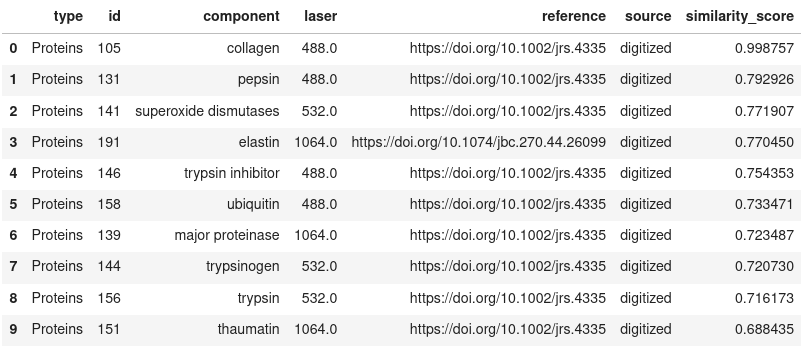 type id component laser reference source similarity_score
0 Proteins 105 collagen 488.0 https://doi.org/10.1002/jrs.4335 digitized 0.998757
1 Proteins 131 pepsin 488.0 https://doi.org/10.1002/jrs.4335 digitized 0.792926
2 Proteins 141 superoxide dismutases 532.0 https://doi.org/10.1002/jrs.4335 digitized 0.771907
3 Proteins 191 elastin 1064.0 https://doi.org/10.1074/jbc.270.44.26099 digitized 0.770450
4 Proteins 146 trypsin inhibitor 488.0 https://doi.org/10.1002/jrs.4335 digitized 0.754353
5 Proteins 158 ubiquitin 488.0 https://doi.org/10.1002/jrs.4335 digitized 0.733471
6 Proteins 139 major proteinase 1064.0 https://doi.org/10.1002/jrs.4335 digitized 0.723487
7 Proteins 144 trypsinogen 532.0 https://doi.org/10.1002/jrs.4335 digitized 0.720730
8 Proteins 156 trypsin 532.0 https://doi.org/10.1002/jrs.4335 digitized 0.716173
9 Proteins 151 thaumatin 1064.0 https://doi.org/10.1002/jrs.4335 digitized 0.688435